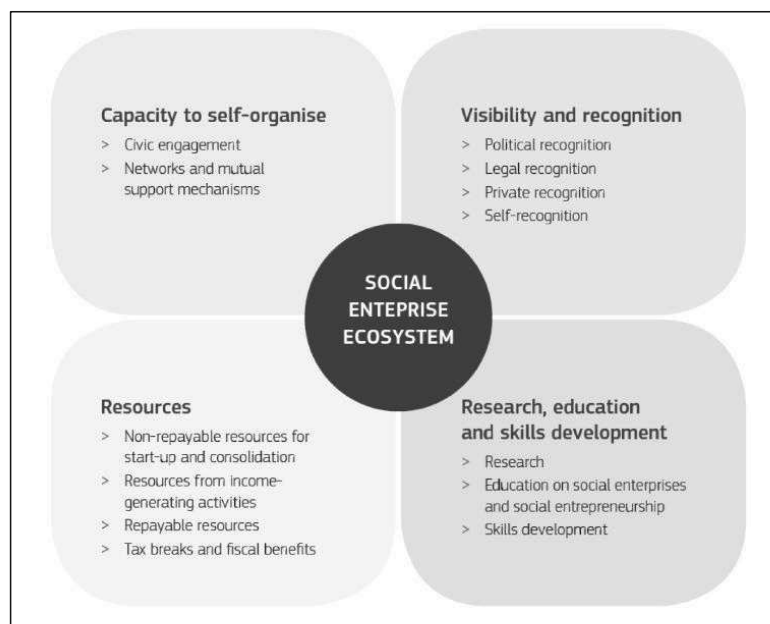 Capacity to self-organise
> Civic engagement
> Networks and mutual
support mechanisms
Visibility and recognition
> Political recognition
> Legal recognition
> Private recognition
> Self-recognition
SOCIAL
ENTEPRISE
ECOSYSTEM
Resources
> Non-repayable resources for
start-up and consolidation
> Resources from income-
generating activities
> Repayable resources
> Tax breaks and fiscal benefits
Research, education
and skills development
> Research
> Education on social enterprises
and social entrepreneurship
> Skills development